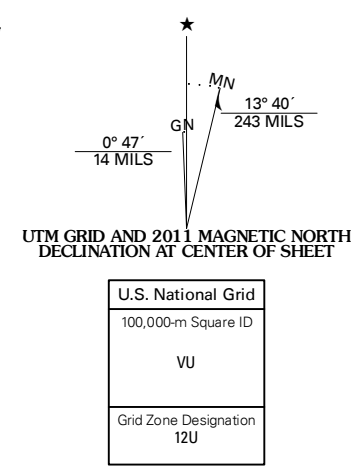 ★
MN
13° 40´
243 MILS
GN
0° 47´
14 MILS
UTM GRID AND 2011 MAGNETIC NORTH
DECLINATION AT CENTER OF SHEET
U.S. National Grid
100,000-m Square ID
VU
Grid Zone Designation
12U